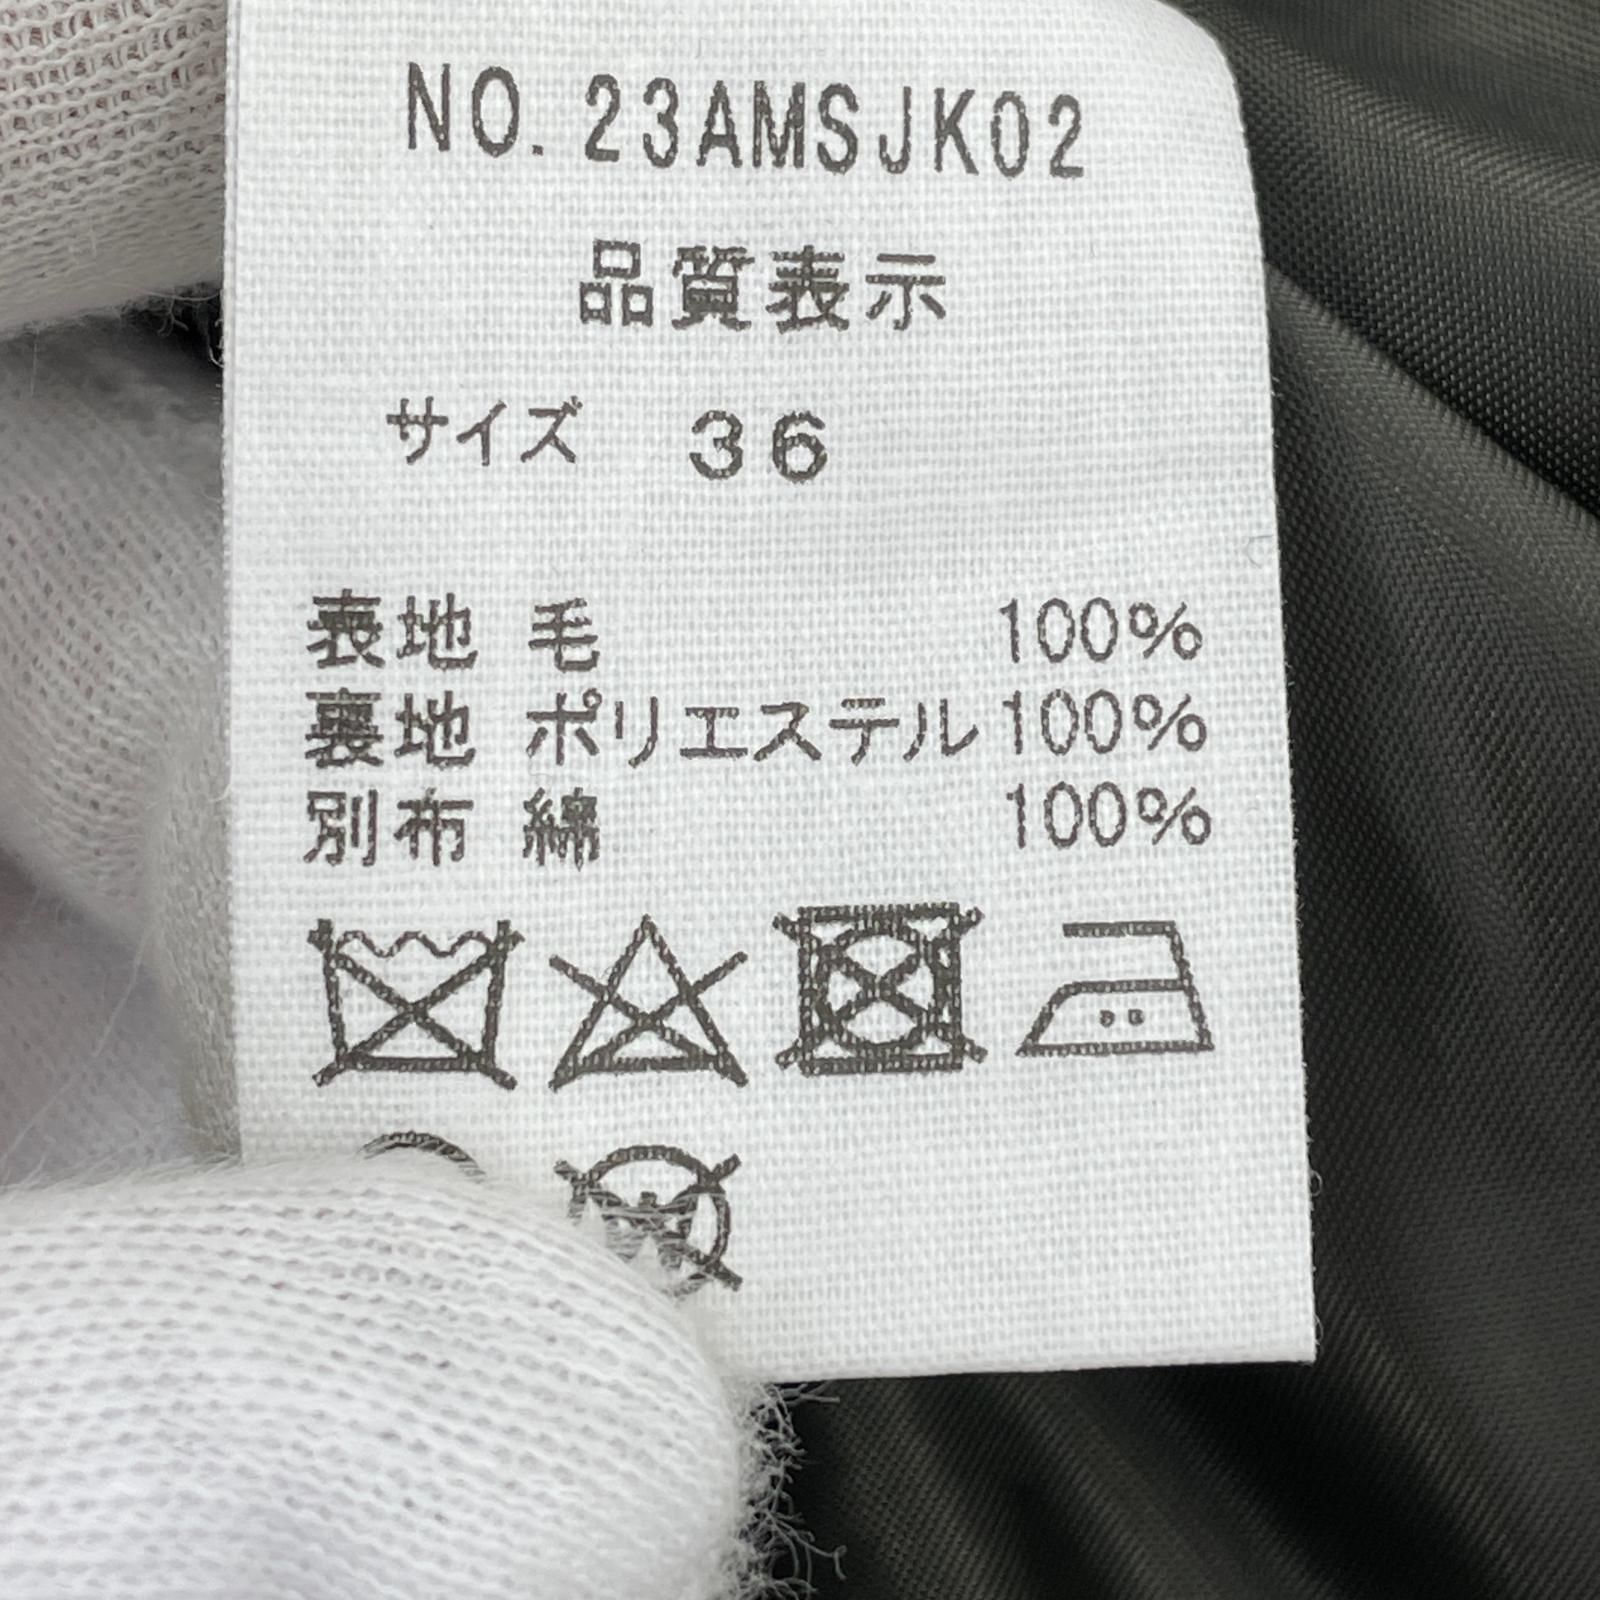 NO. 23AMSJK02
品質表示
サイズ 36
表地 毛 100%
裏地 ポリエステル 100%
別布 綿 100%